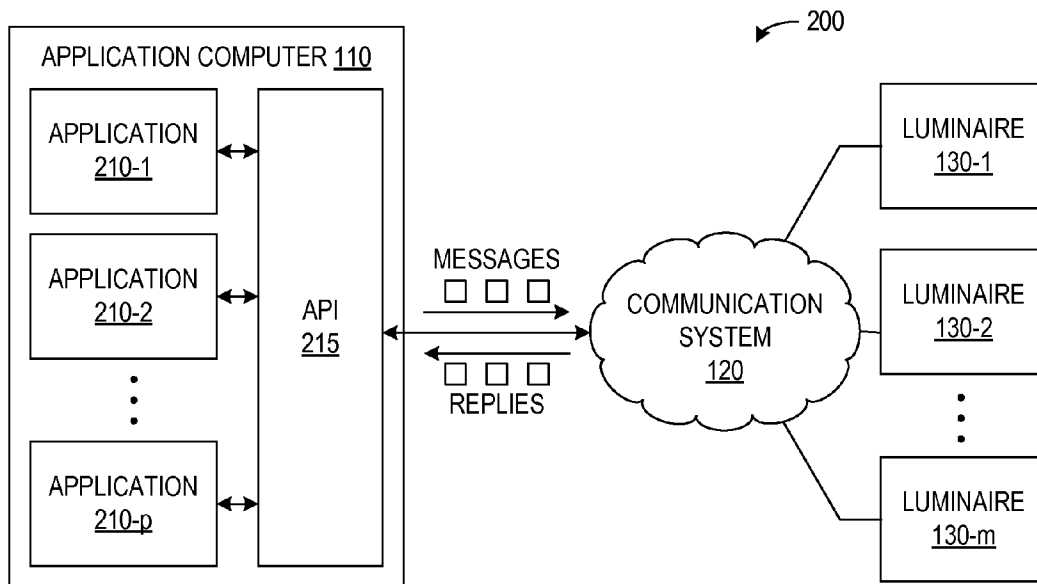 200
APPLICATION COMPUTER 110
APPLICATION
210-1
APPLICATION
210-2
APPLICATION
210-p
API
215
MESSAGES
REPLIES
COMMUNICATION
SYSTEM
120
LUMINAIRE
130-1
LUMINAIRE
130-2
LUMINAIRE
130-m